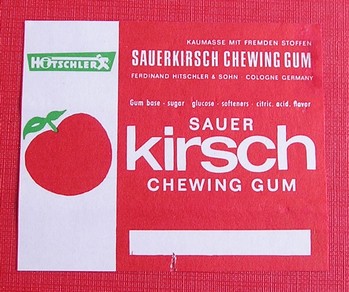 KAUMASSE MIT FREMDEN STOFFEN
HOTSCHLER
SAUERKIRSCH CHEWING GUM
FERDINAND HITSCHLER & SOHN · COLOGNE GERMANY
Gum base · sugar glucose · softeners · citric. acid. flavor
SAUER
kirsch
CHEWING GUM